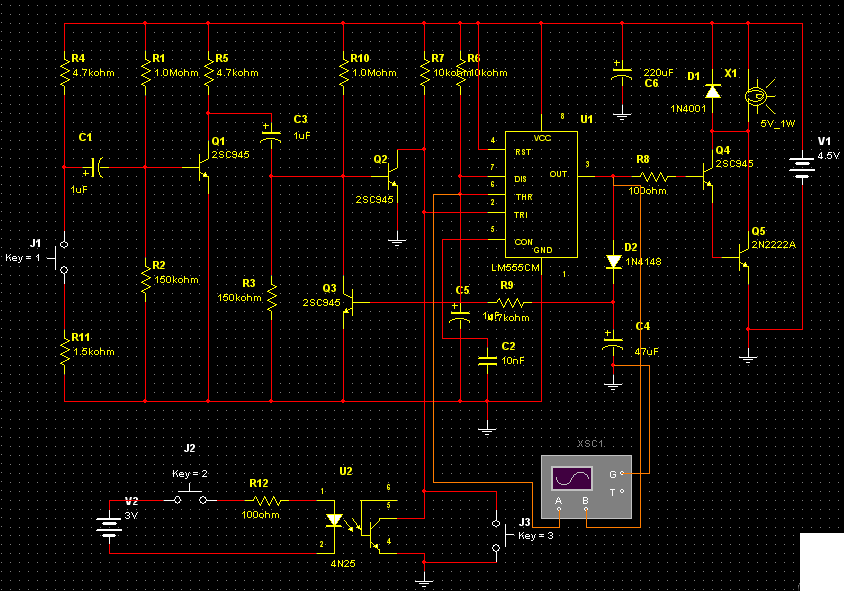 R4
4.7kohm
R1
1.0Mohm
R5
4.7kohm
R10
1.0Mohm
R7
10kohm
R6
10kohm
220uF
C6
D1
1N4001
X1
5V_1W
V1
4.5V
C1
1uF
C3
1uF
Q1
2SC945
Q2
2SC945
U1
8
4
VCC
RST
7
DIS
OUT
3
6
THR
2
TRI
5
CON
GND
LM555CM
1
R8
100ohm
Q4
2SC945
Q5
2N2222A
J1
Key = 1
R2
150kohm
R3
150kohm
Q3
2SC945
C5
1uF
R9
4.7kohm
D2
1N4148
R11
1.5kohm
C2
10nF
C4
47uF
XSC1
G
T
A
B
J2
Key = 2
V2
3V
R12
100ohm
U2
1
2
6
5
4
4N25
J3
Key = 3